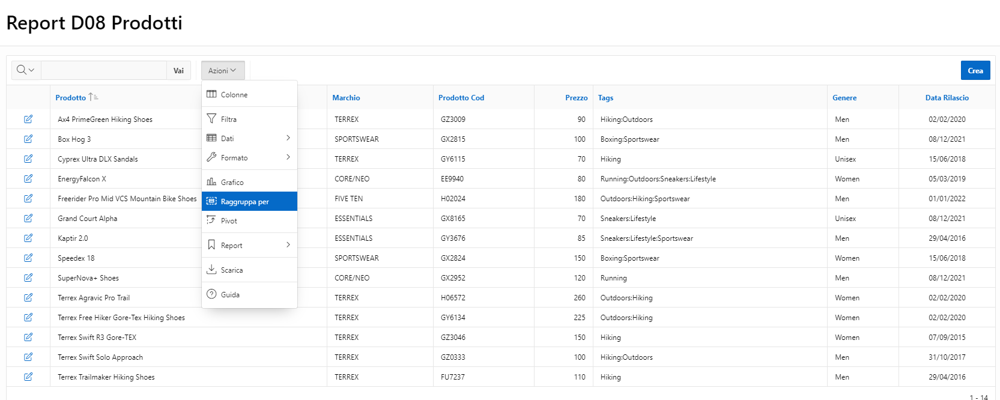 Report D08 Prodotti
Vai Azioni Crea
Prodotto Marchio Prodotto Cod Prezzo Tags Genere Data Rilascio
Colonne
Filtra
Dati
Formato
Grafico
Raggruppa per
Pivot
Report
Scarica
Guida
Ax4 PrimeGreen Hiking Shoes TERREX GZ3009 90 Hiking:Outdoors Men 02/02/2020
Box Hog 3 SPORTSWEAR GX2815 100 Boxing:Sportswear Men 08/12/2021
Cyprex Ultra DLX Sandals TERREX GY6115 70 Hiking Unisex 15/06/2018
EnergyFalcon X CORE/NEO EE9940 80 Running:Outdoors:Sneakers:Lifestyle Women 05/03/2019
Freerider Pro Mid VCS Mountain Bike Shoes FIVE TEN H02024 180 Outdoors:Hiking:Sportswear Men 01/01/2022
Grand Court Alpha ESSENTIALS GX8165 70 Sneakers:Lifestyle Unisex 08/12/2021
Kaptir 2.0 ESSENTIALS GY3676 85 Sneakers:Lifestyle:Sportswear Men 29/04/2016
Speedex 18 SPORTSWEAR GX2824 150 Boxing:Sportswear Women 15/06/2018
SuperNova+ Shoes CORE/NEO GX2952 120 Running Men 08/12/2021
Terrex Agravic Pro Trail TERREX H06572 260 Outdoors:Hiking Women 02/02/2020
Terrex Free Hiker Gore-Tex Hiking Shoes TERREX GY6134 225 Outdoors:Hiking Women 02/02/2020
Terrex Swift R3 Gore-TEX TERREX GZ3046 150 Hiking Women 07/09/2015
Terrex Swift Solo Approach TERREX GZ0333 100 Hiking:Outdoors Men 31/10/2017
Terrex Trailmaker Hiking Shoes TERREX FU7237 110 Hiking Men 29/04/2016
1 - 14